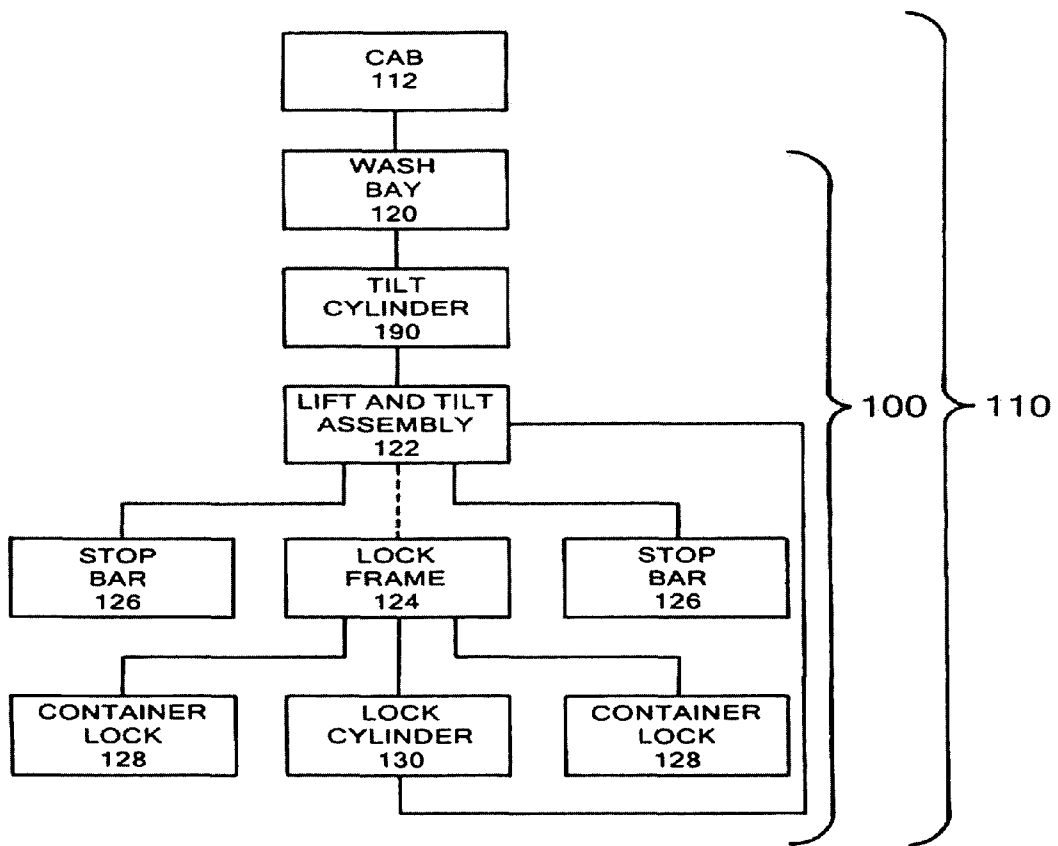 CAB
112
WASH
BAY
120
TILT
CYLINDER
190
LIFT AND TILT
ASSEMBLY
122
100
110
STOP
BAR
126
LOCK
FRAME
124
STOP
BAR
126
CONTAINER
LOCK
128
LOCK
CYLINDER
130
CONTAINER
LOCK
128